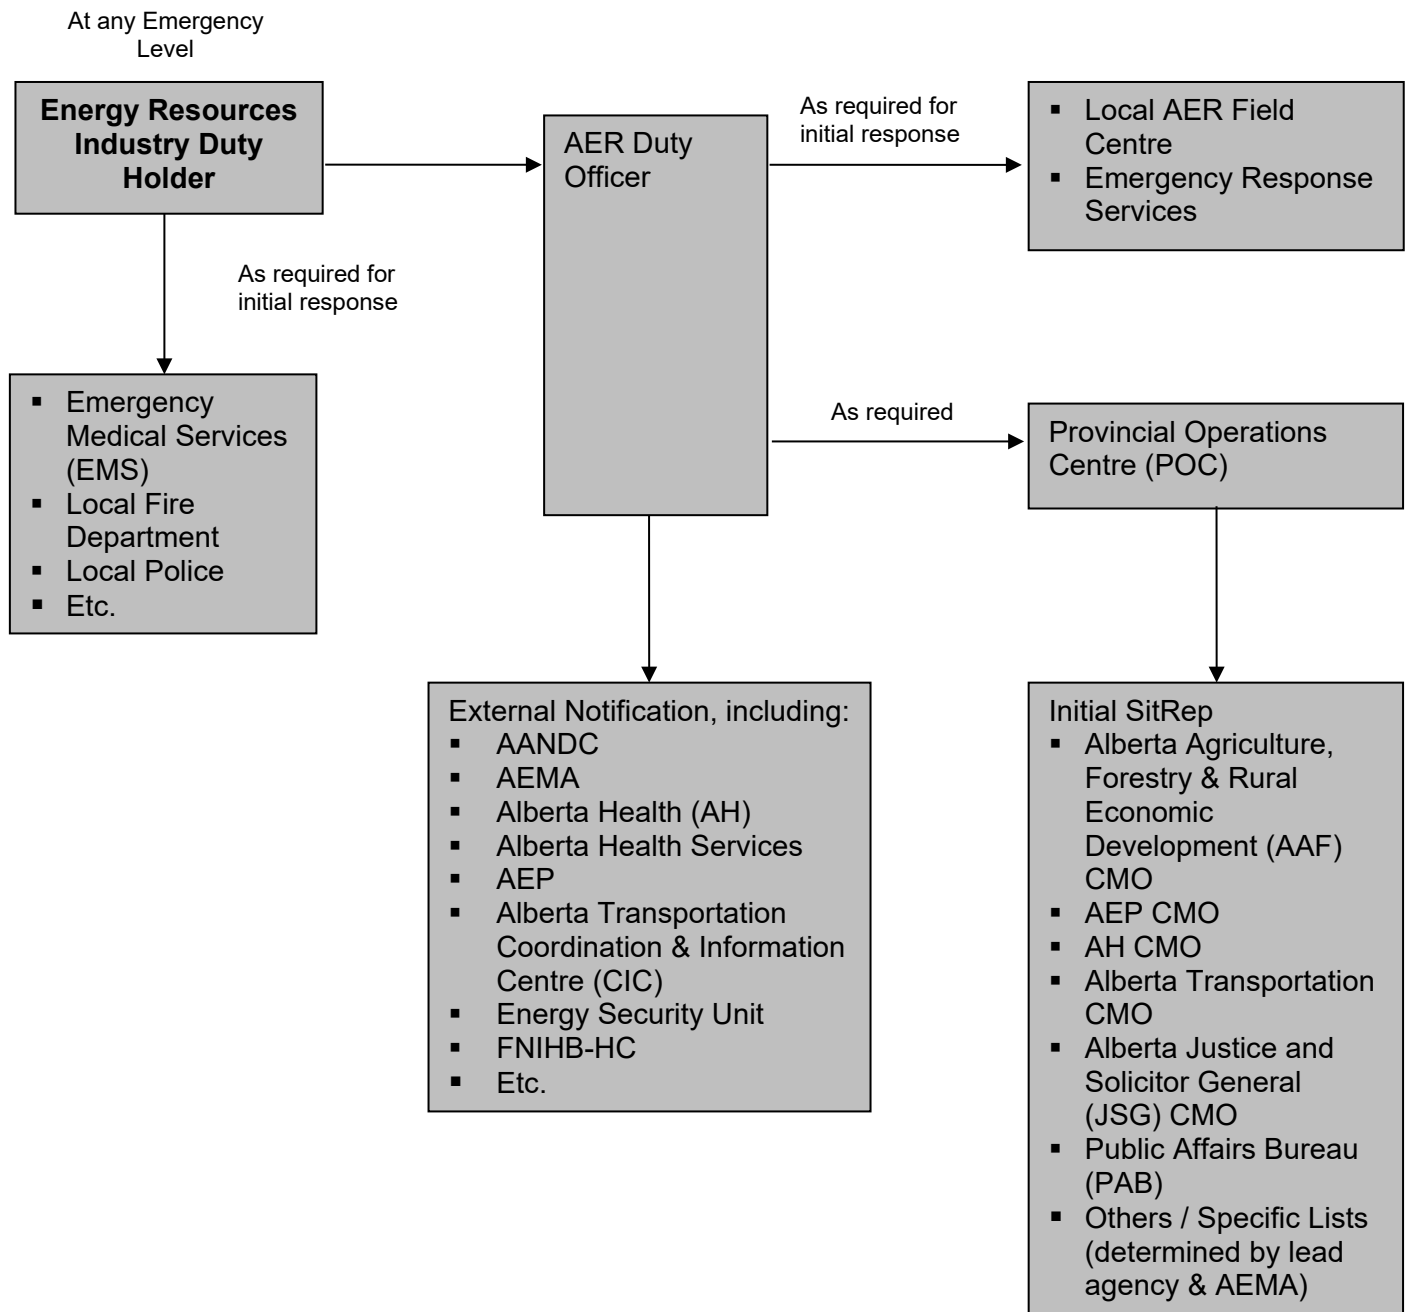 At any Emergency
Level
Energy Resources
Industry Duty
Holder
As required for
initial response
▪ Emergency
Medical Services
(EMS)
▪ Local Fire
Department
▪ Local Police
▪ Etc.
AER Duty
Officer
As required for
initial response
▪ Local AER Field
Centre
▪ Emergency Response
Services
As required
Provincial Operations
Centre (POC)
External Notification, including:
▪ AANDC
▪ AEMA
▪ Alberta Health (AH)
▪ Alberta Health Services
▪ AEP
▪ Alberta Transportation
Coordination & Information
Centre (CIC)
▪ Energy Security Unit
▪ FNIHB-HC
▪ Etc.
Initial SitRep
▪ Alberta Agriculture,
Forestry & Rural
Economic
Development (AAF)
CMO
▪ AEP CMO
▪ AH CMO
▪ Alberta Transportation
CMO
▪ Alberta Justice and
Solicitor General
(JSG) CMO
▪ Public Affairs Bureau
(PAB)
▪ Others / Specific Lists
(determined by lead
agency & AEMA)